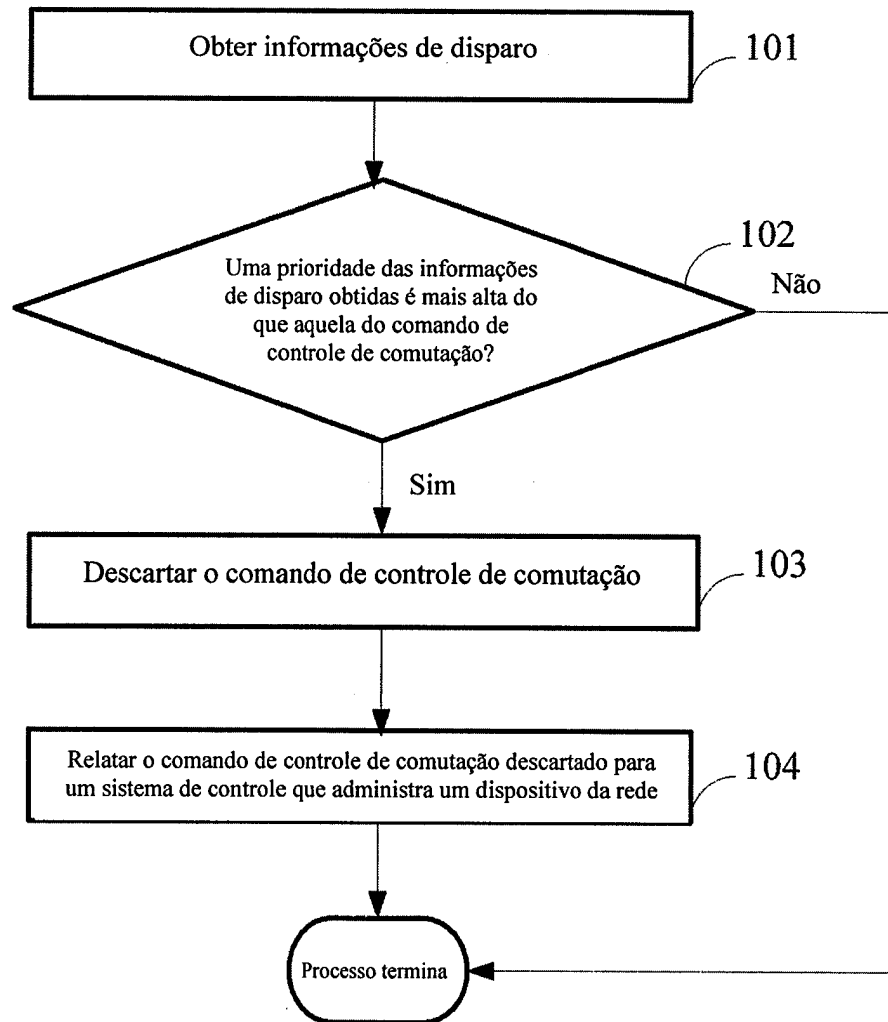 Obter informações de disparo
101
102
Uma prioridade das informações
de disparo obtidas é mais alta do
que aquela do comando de
controle de comutação?
Não
Sim
Descartar o comando de controle de comutação
103
Relatar o comando de controle de comutação descartado para
um sistema de controle que administra um dispositivo da rede
104
Processo termina